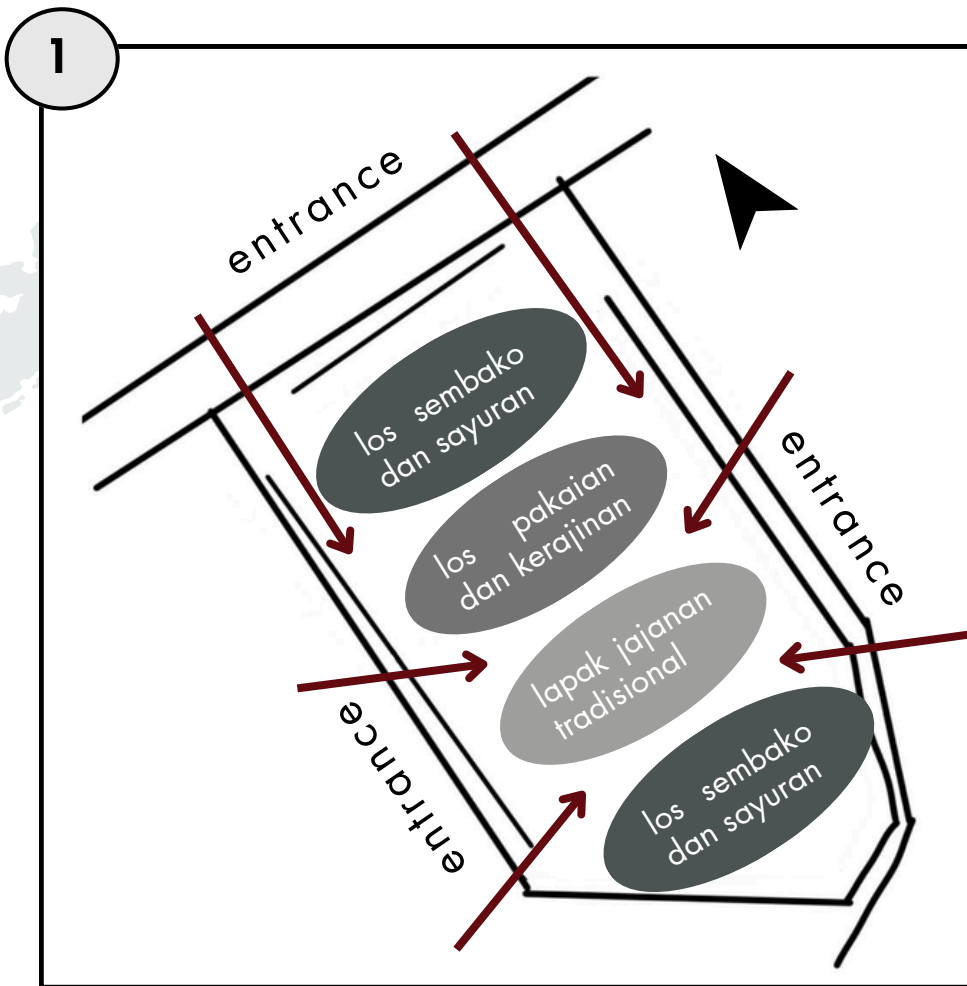 1
entrance
los sembako
dan sayuran
los pakaian
dan kerajinan
entrance
lapak jajanan
tradisional
entrance
los sembako
dan sayuran